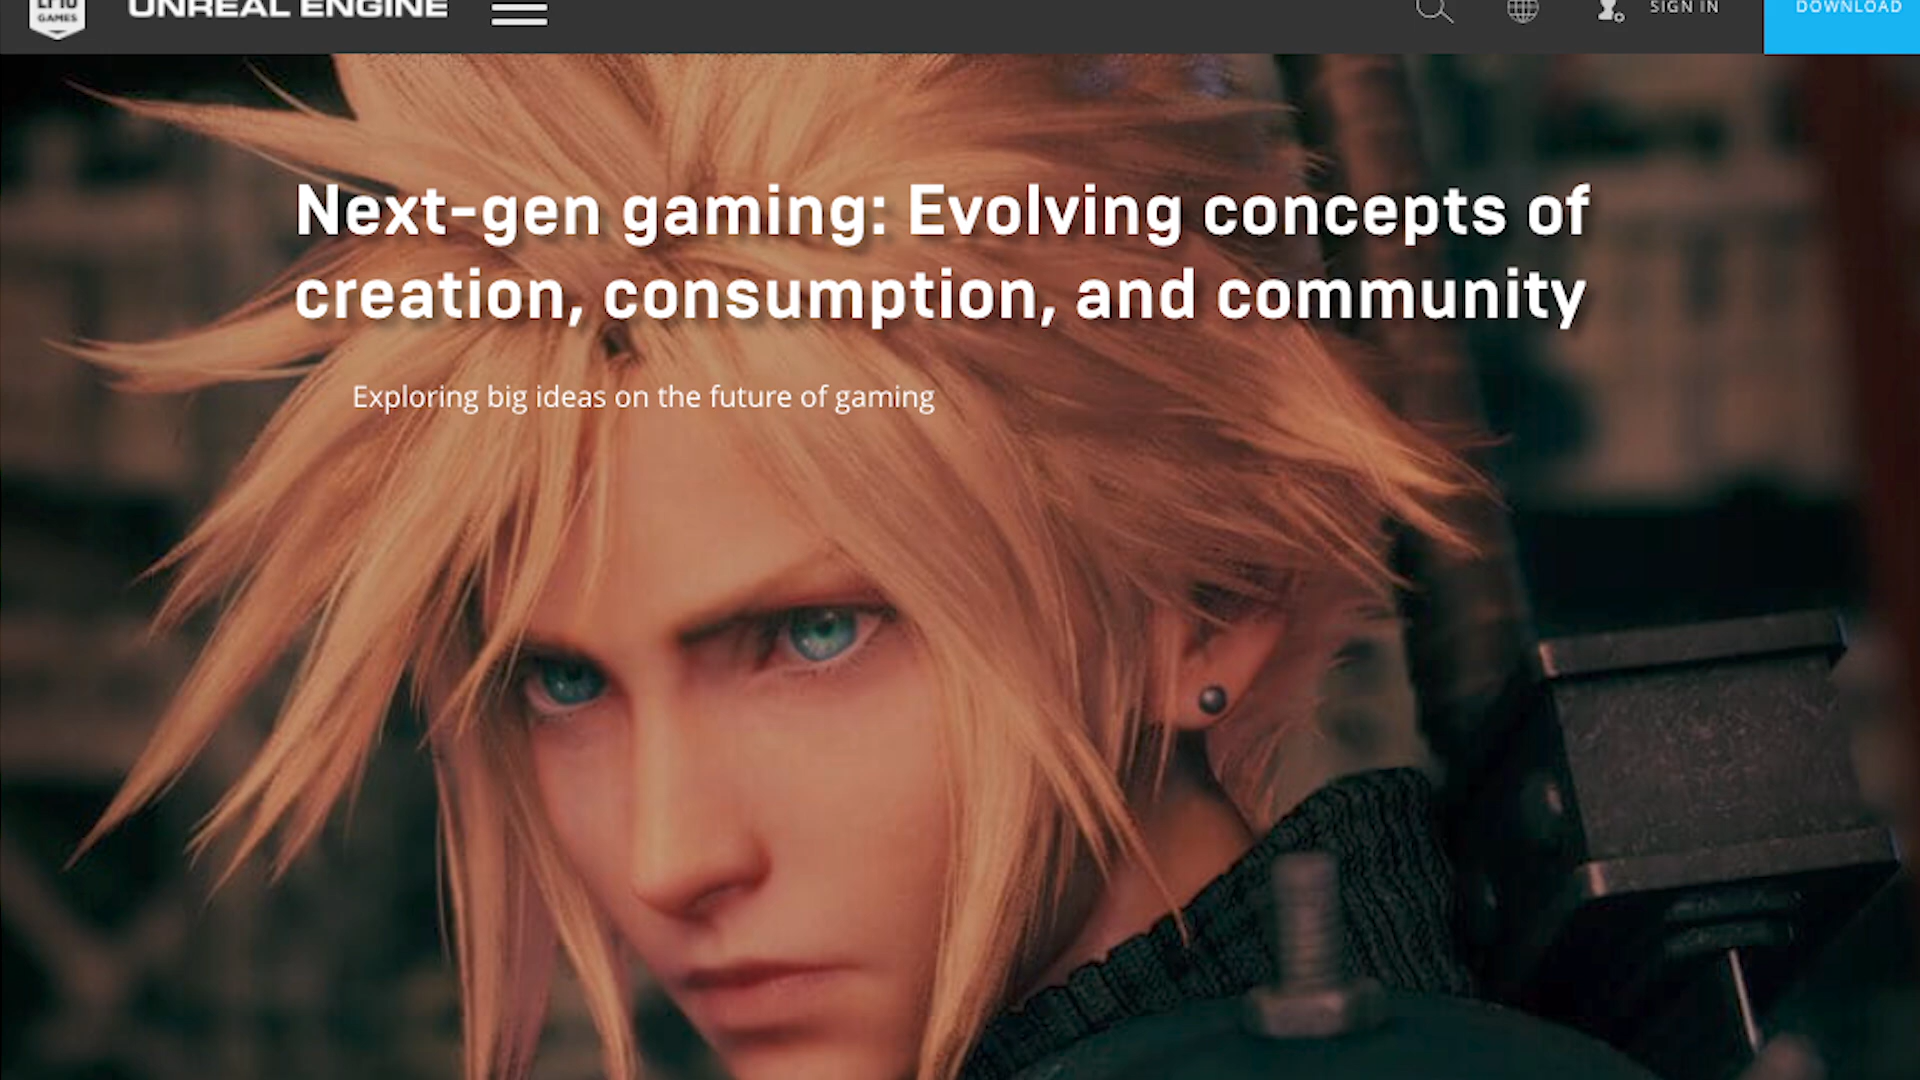 GAMES
UNREAL ENGINE
SIGN IN
DOWNLOAD
Next-gen gaming: Evolving concepts of
creation, consumption, and community
Exploring big ideas on the future of gaming